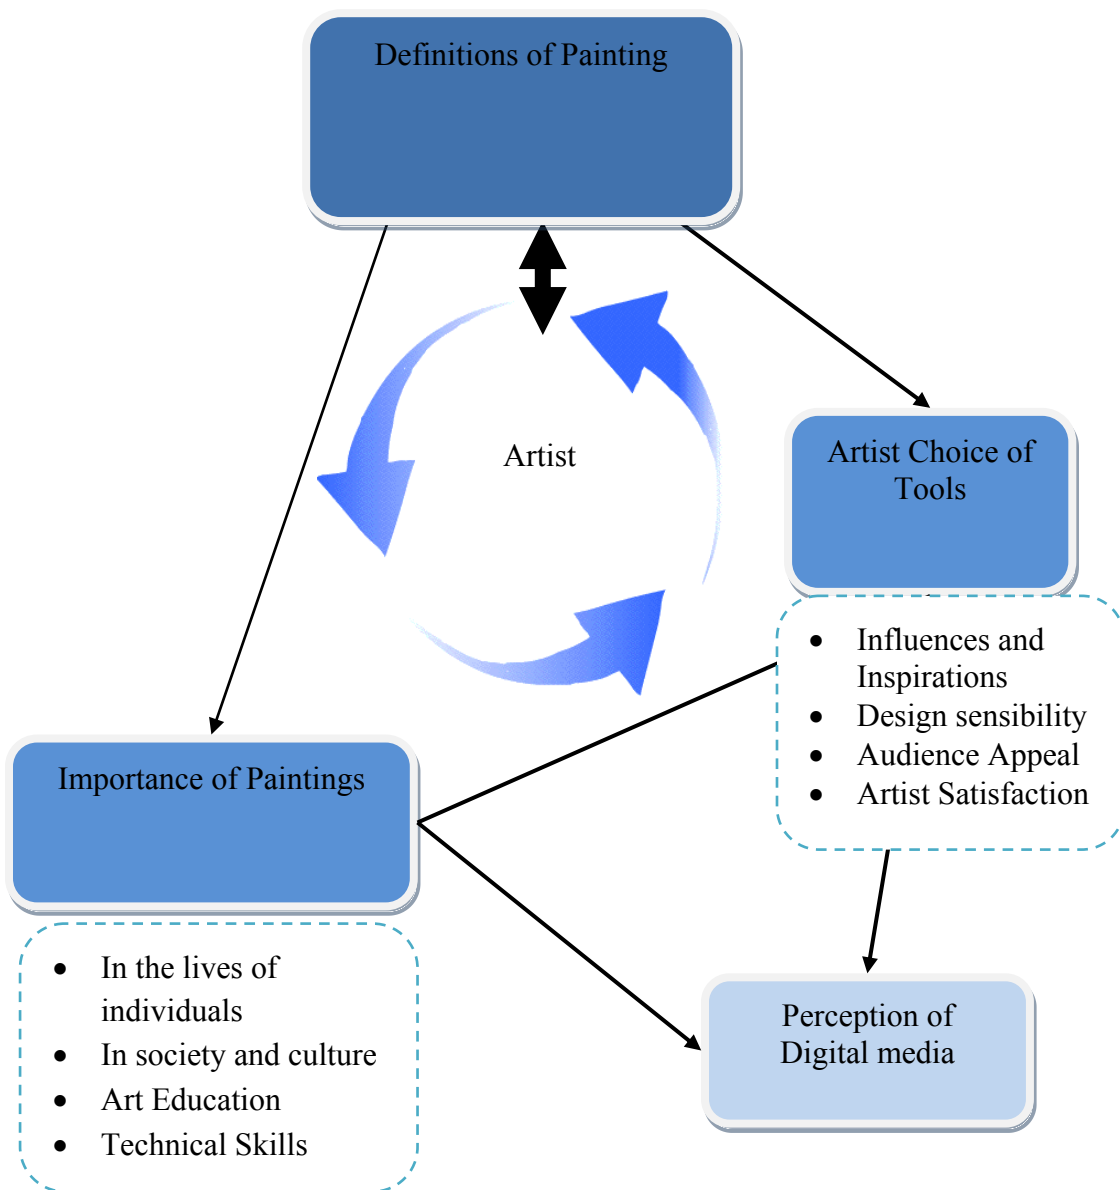 Definitions of Painting
Artist
Artist Choice of
Tools
• Influences and
Inspirations
• Design sensibility
• Audience Appeal
• Artist Satisfaction
Importance of Paintings
• In the lives of
individuals
• In society and culture
• Art Education
• Technical Skills
Perception of
Digital media